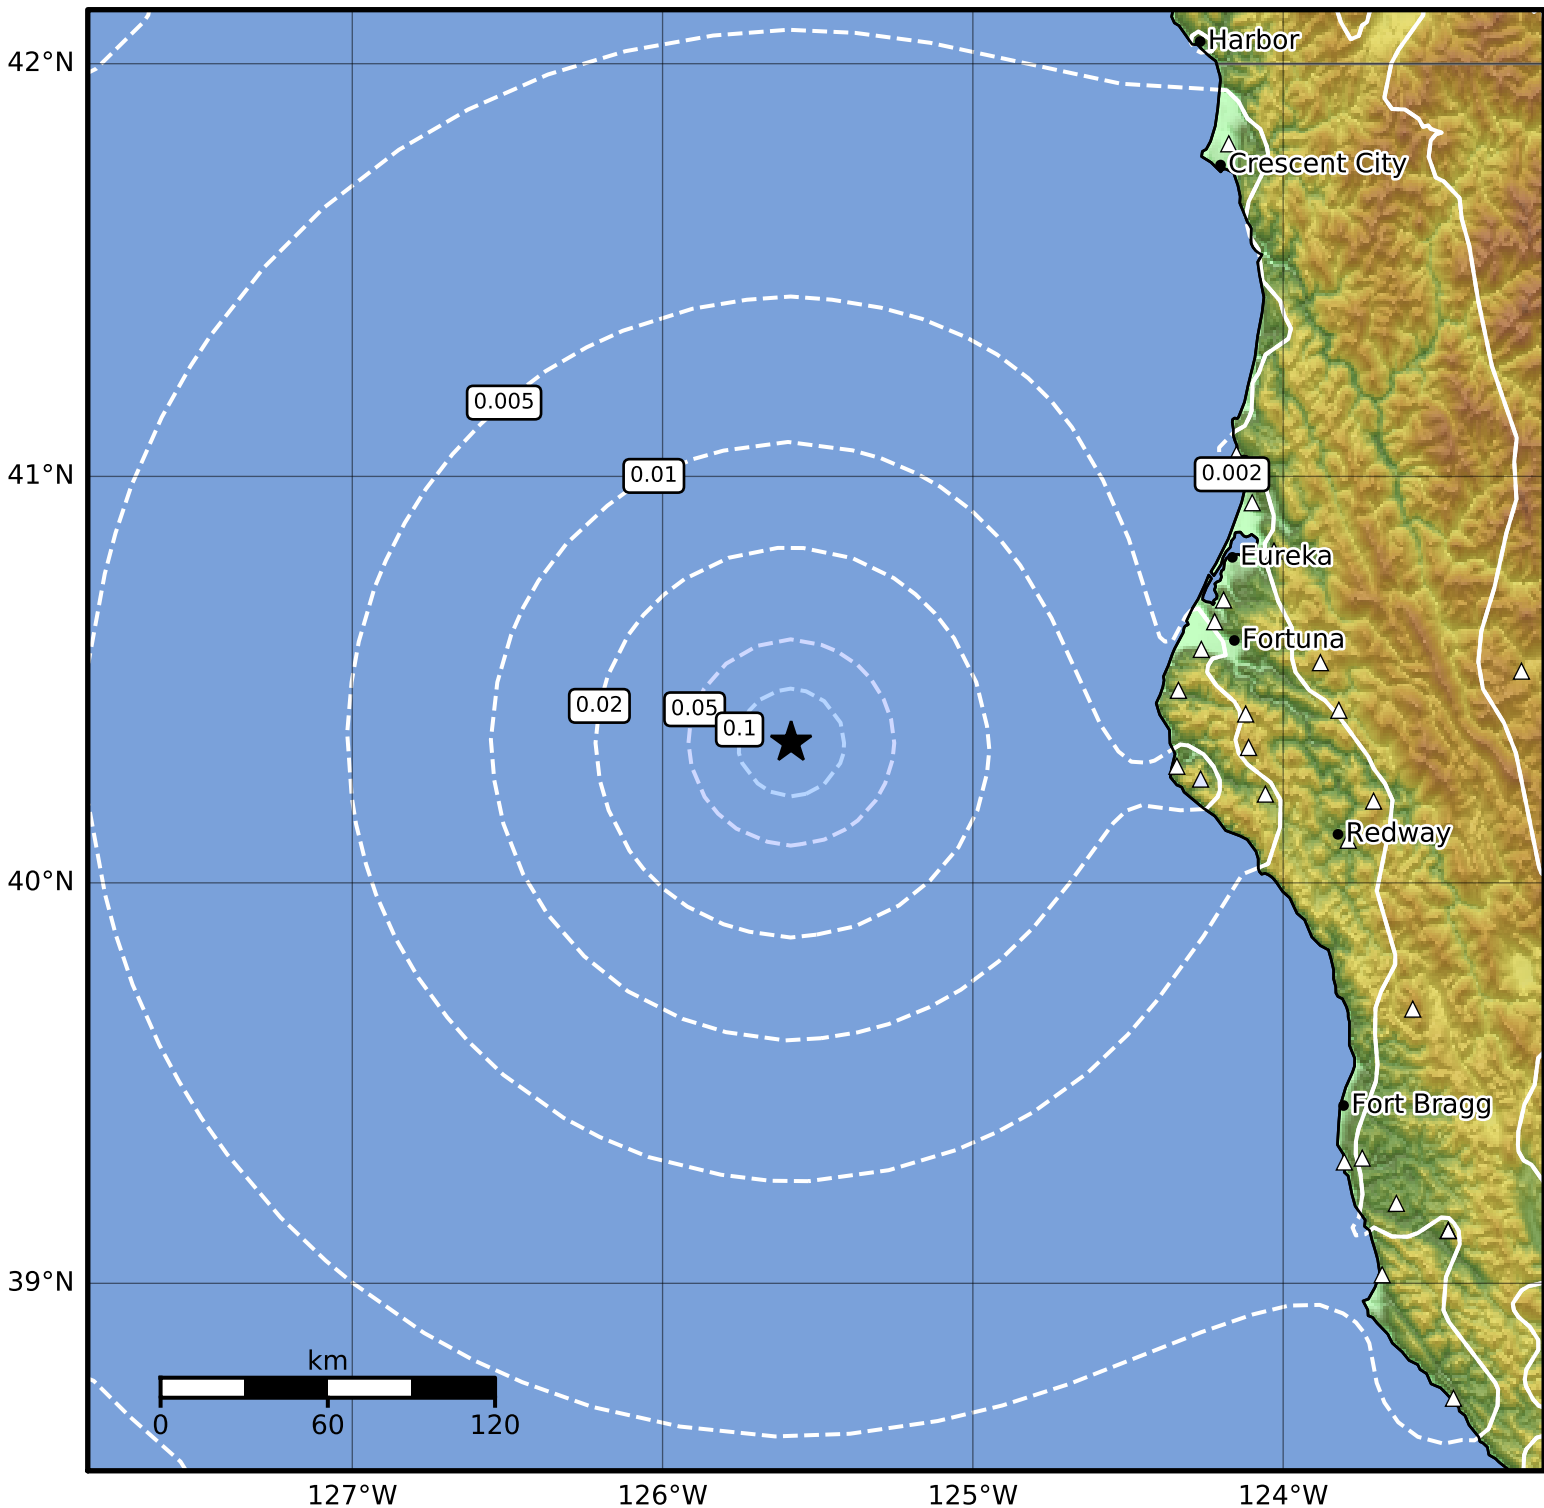 Harbor
42°N
Crescent City
0.005
0.01
0.002
41°N
Eureka
Fortuna
0.02
0.05
0.1
Redway
40°N
Fort Bragg
39°N
km
0 60 120
127°W 126°W 125°W 124°W